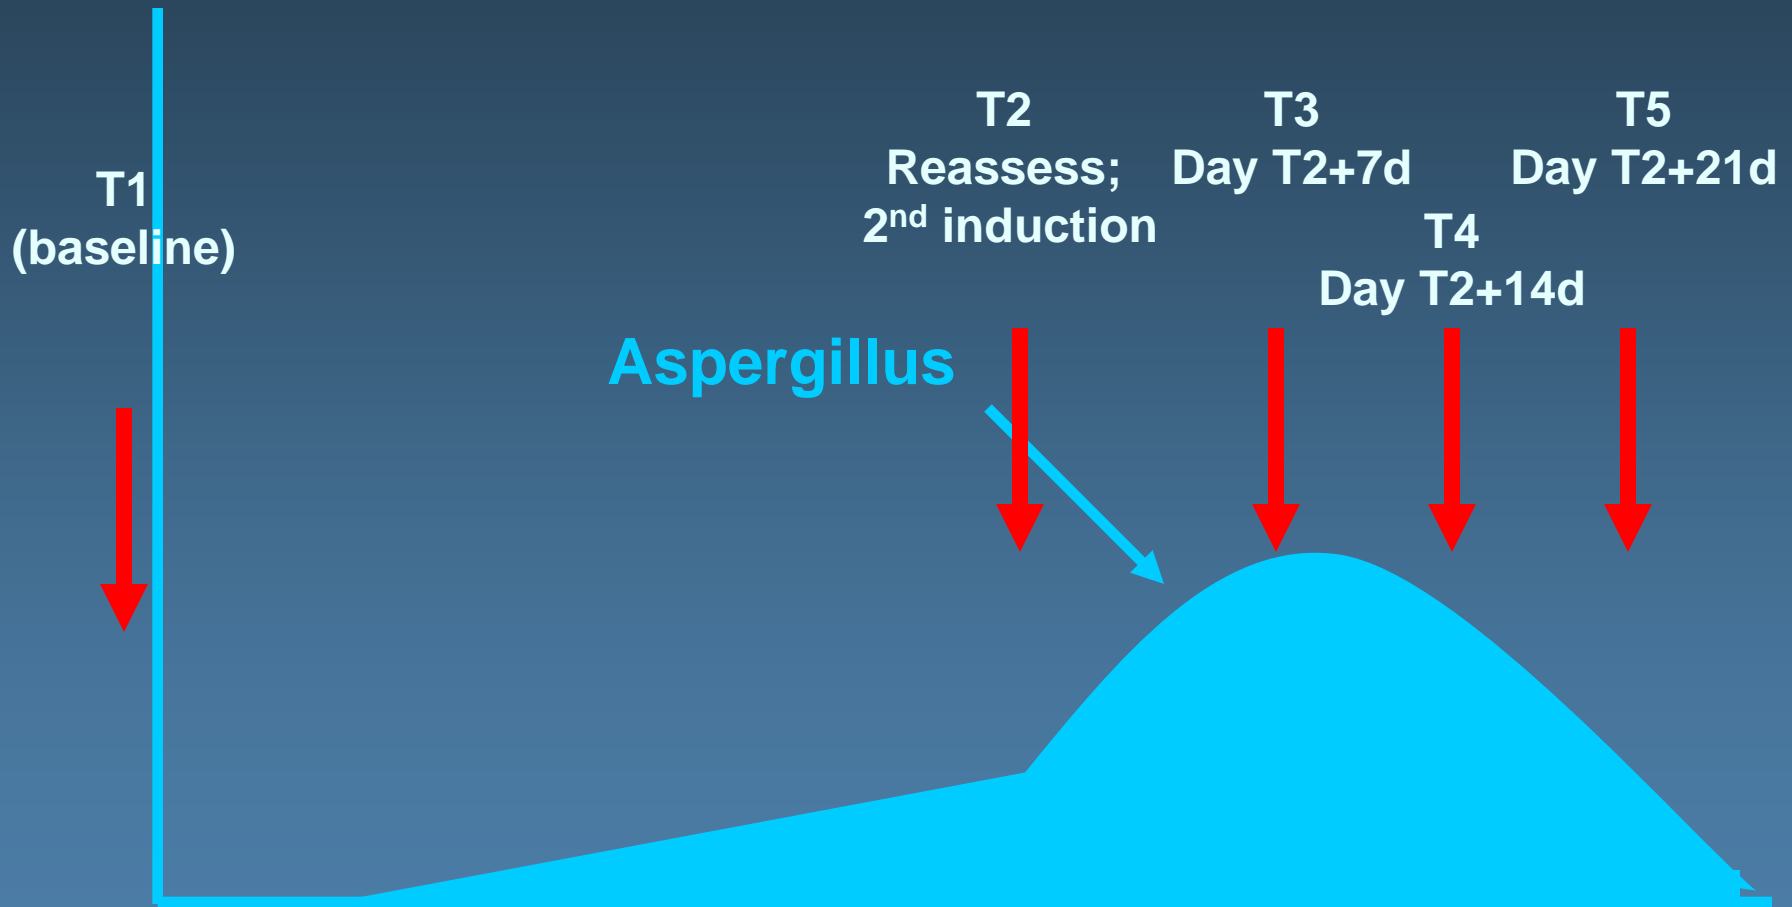 T1
(baseline)
T2
Reassess;
2nd induction
T3
Day T2+7d
T4
Day T2+14d
T5
Day T2+21d
Aspergillus